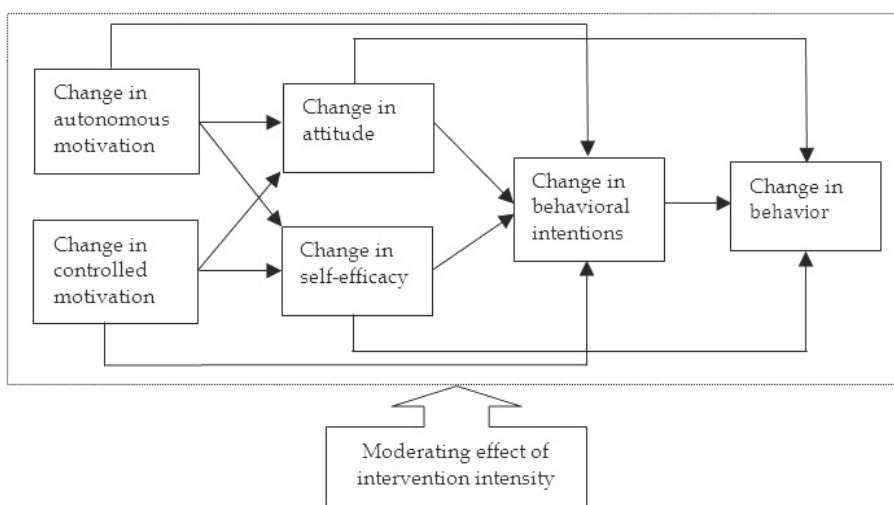 Change in
autonomous
motivation
Change in
attitude
Change in
behavioral
intentions
Change in
behavior
Change in
controlled
motivation
Change in
self-efficacy
Moderating effect of
intervention intensity